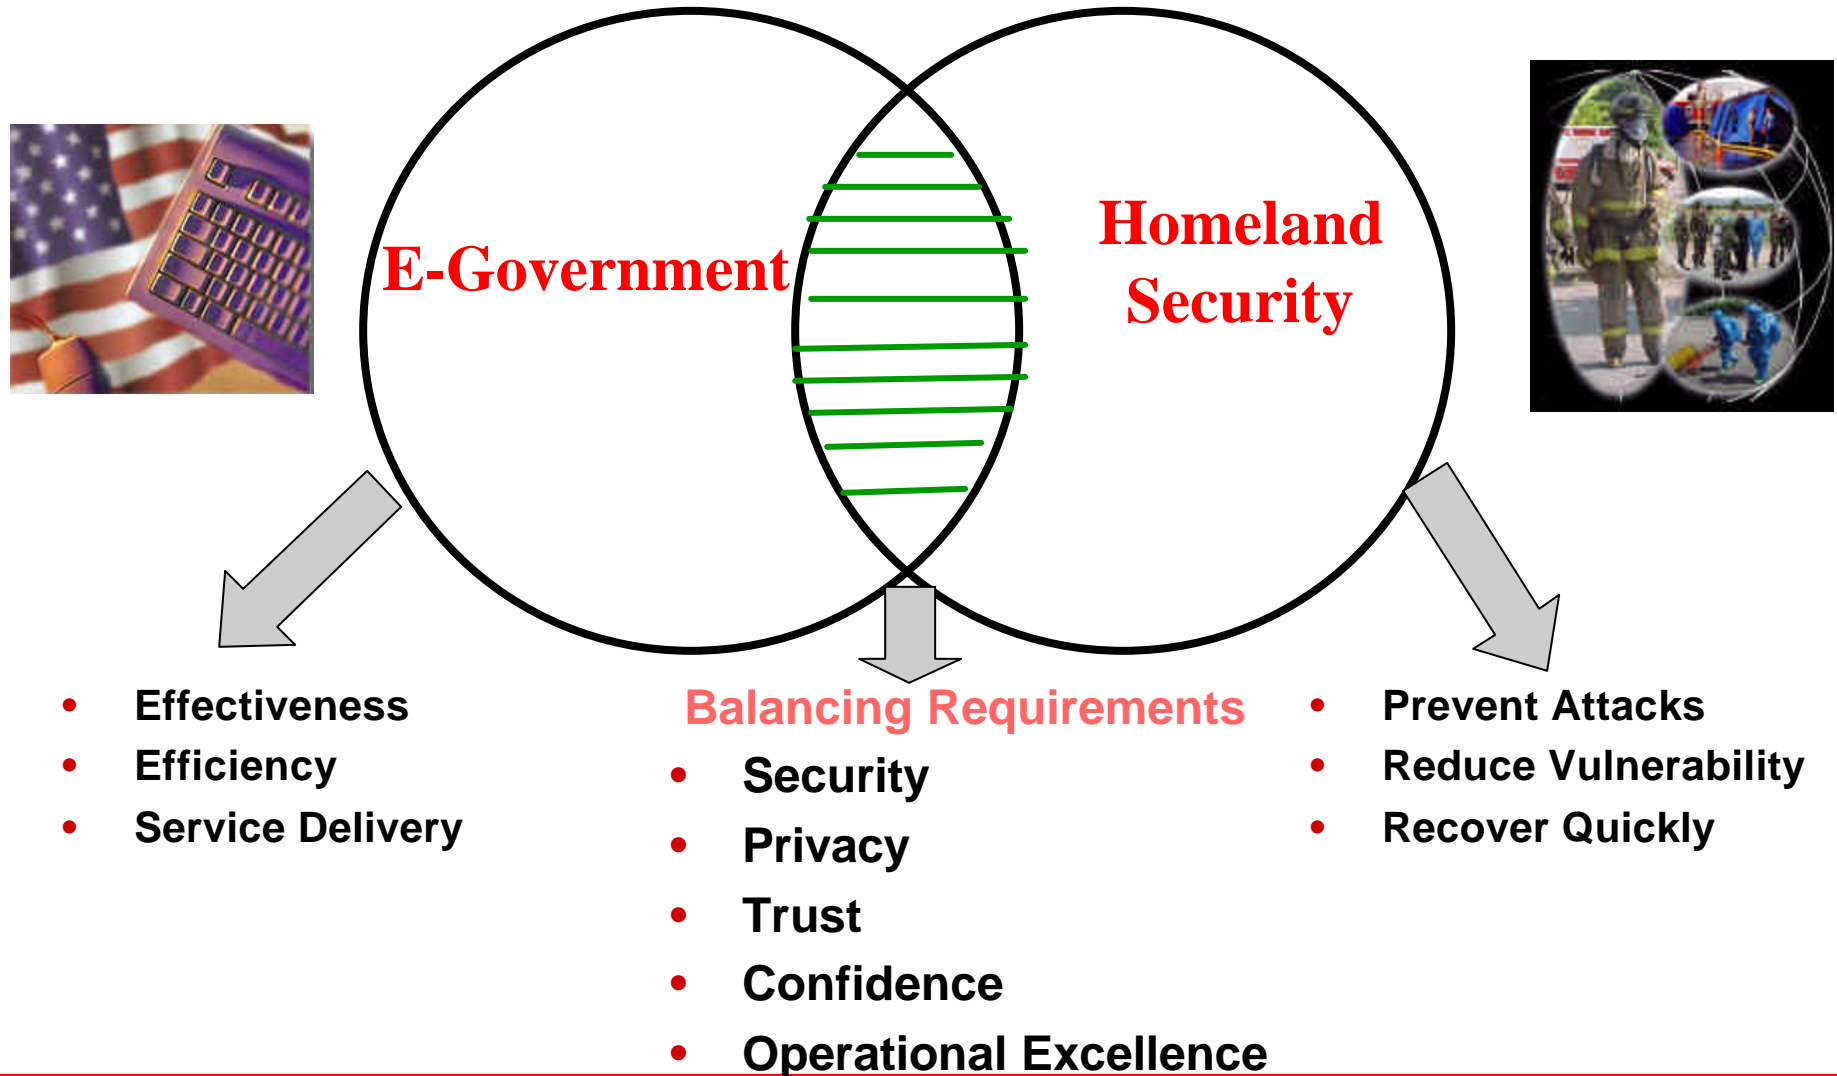 E-Government
Homeland
Security
• Effectiveness
• Efficiency
• Service Delivery
Balancing Requirements
• Security
• Privacy
• Trust
• Confidence
• Operational Excellence
• Prevent Attacks
• Reduce Vulnerability
• Recover Quickly